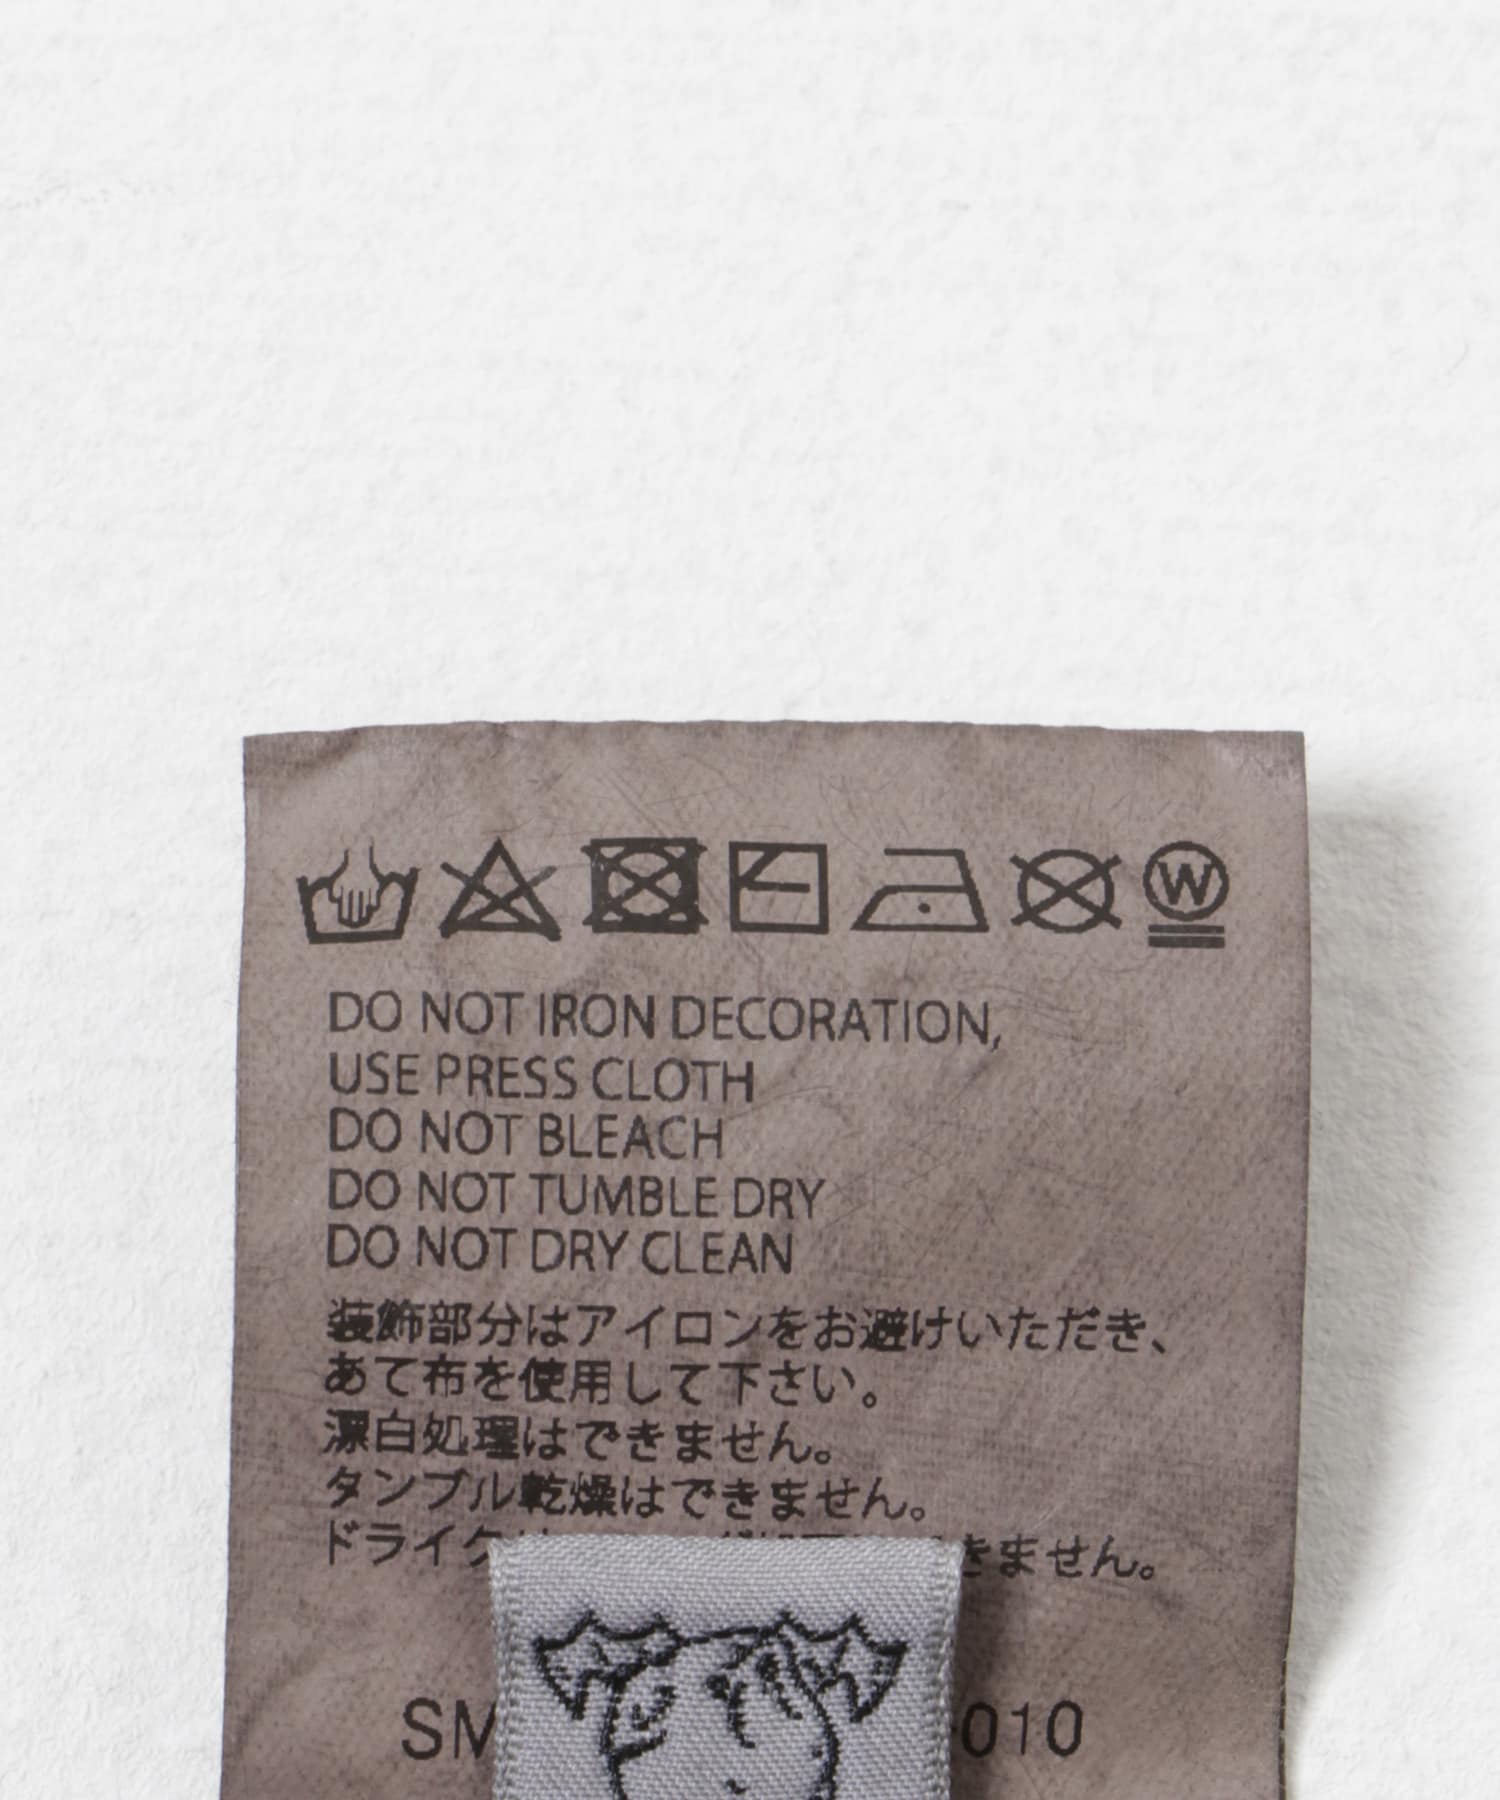 W
DO NOT IRON DECORATION,
USE PRESS CLOTH
DO NOT BLEACH
DO NOT TUMBLE DRY
DO NOT DRY CLEAN
装飾部分はアイロンをお避けいただき、
あて布を使用して下さい。
漂白処理はできません。
タンブル乾燥はできません。
ドライク きません。
SM 010